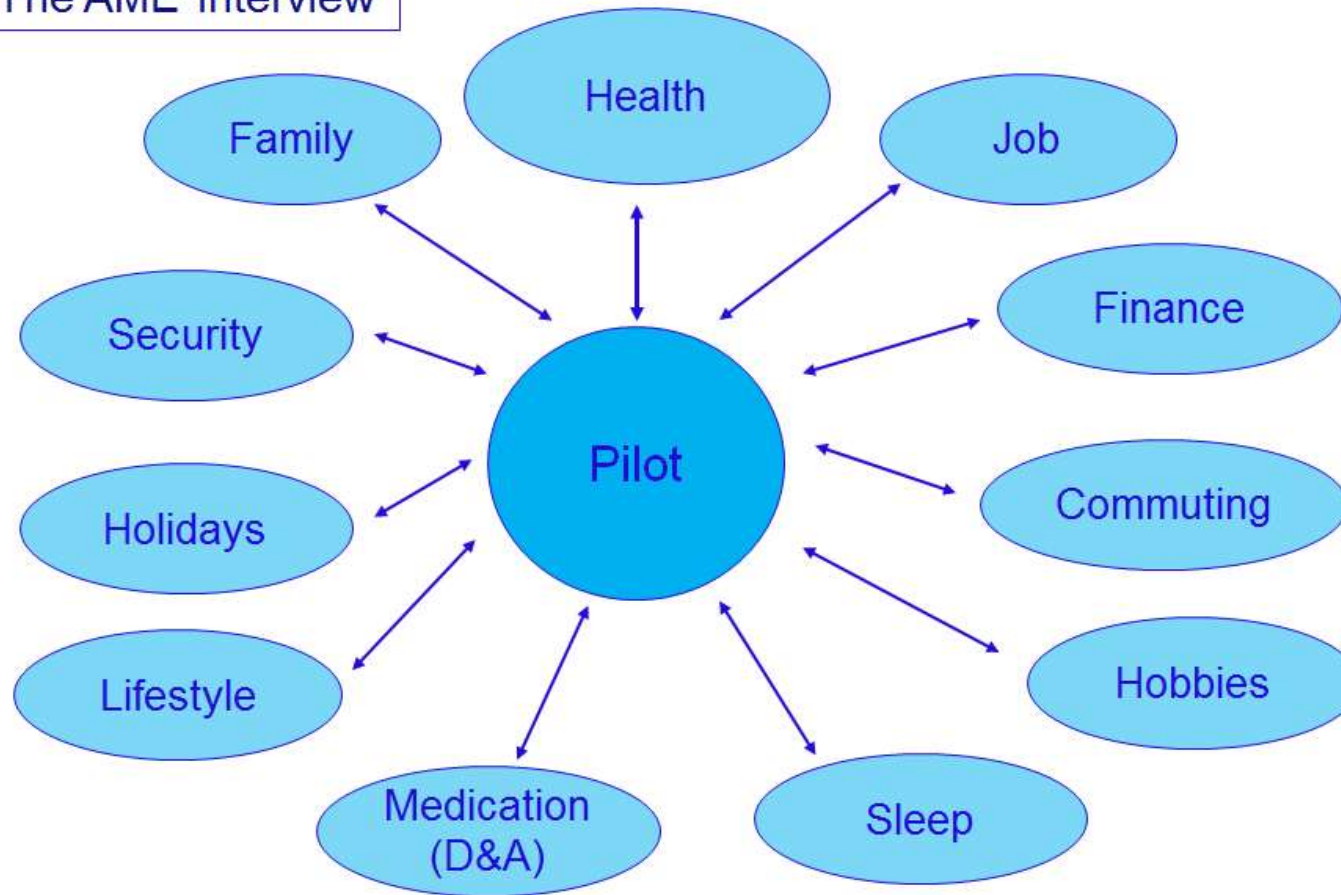 The AME Interview
Health
Family
Job
Security
Finance
Pilot
Holidays
Commuting
Lifestyle
Hobbies
Medication
(D&A)
Sleep